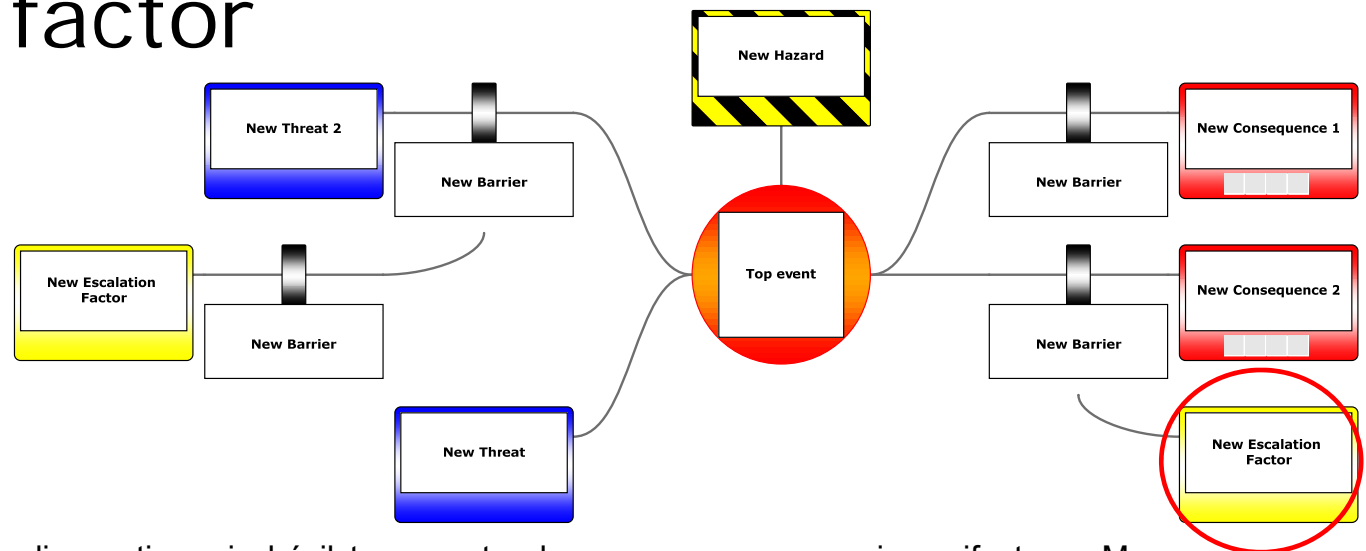 factor
New Hazard
New Threat 2
New Barrier
New Barrier
New Consequence 1
New Escalation
Factor
New Barrier
Top event
New Barrier
New Consequence 2
New Threat
New Escalation
Factor